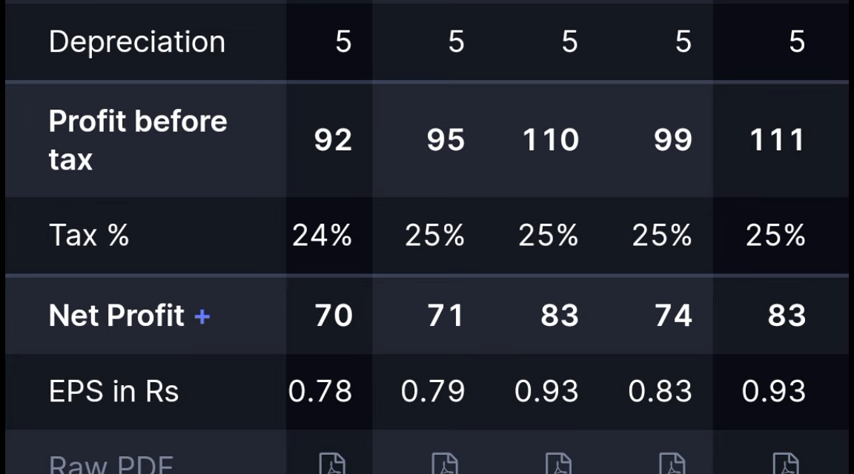 Depreciation 5 5 5 5 5
Profit before
tax 92 95 110 99 111
Tax % 24% 25% 25% 25% 25%
Net Profit + 70 71 83 74 83
EPS in Rs 0.78 0.79 0.93 0.83 0.93
Raw PDF